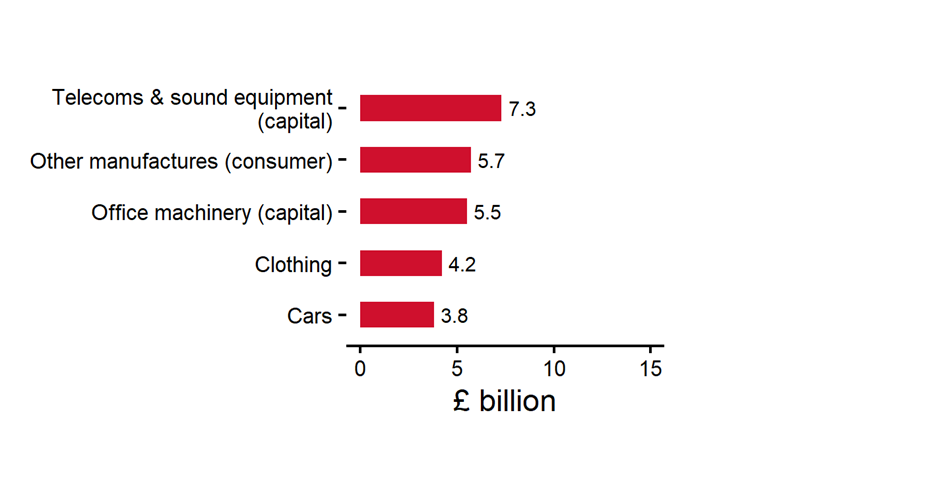 Telecoms & sound equipment
(capital)
7.3
Other manufactures (consumer)
5.7
Office machinery (capital)
5.5
Clothing
4.2
Cars
3.8
0 5 10 15
£ billion